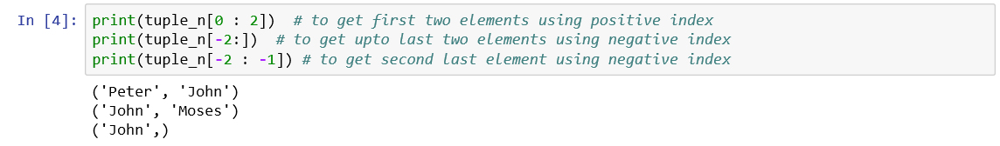 In [4]: print(tuple_n[0 : 2])  # to get first two elements using positive index
print(tuple_n[-2:])  # to get upto last two elements using negative index
print(tuple_n[-2 : -1]) # to get second last element using negative index
('Peter', 'John')
('John', 'Moses')
('John',)